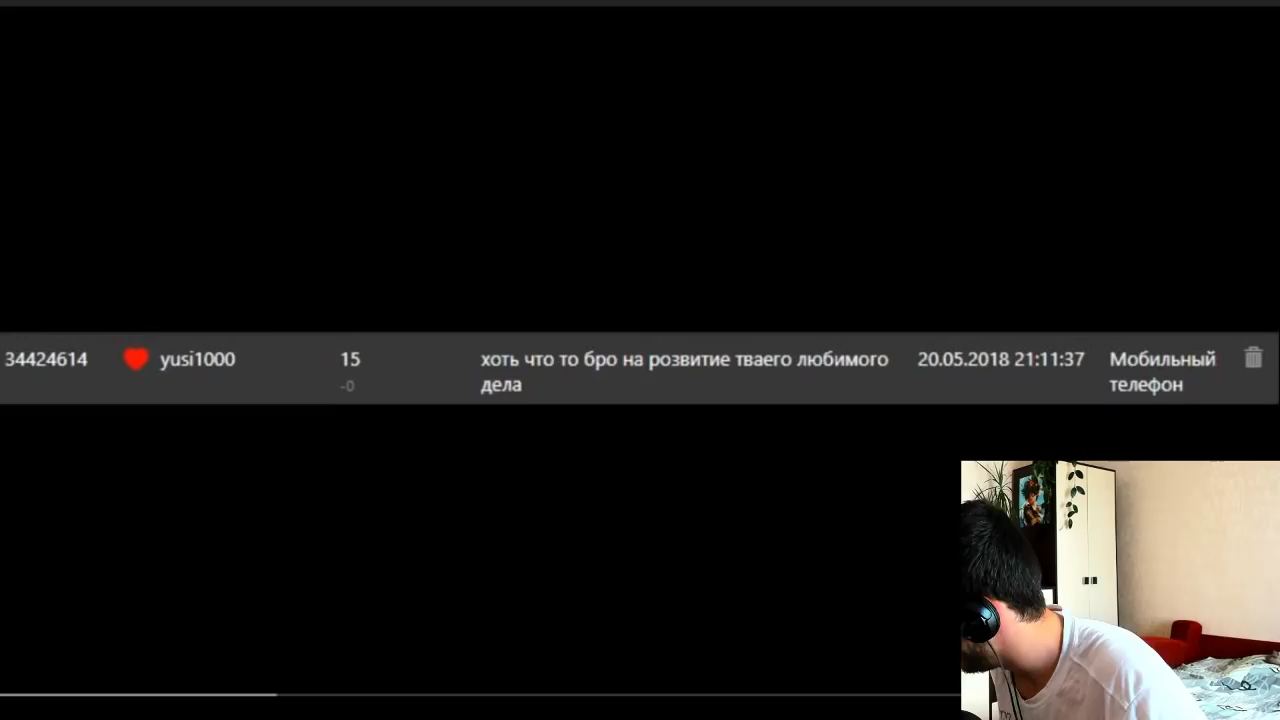 34424614 yusi1000 15 хоть что то бро на розвитие тваего любимого 20.05.2018 21:11:37 Мобильный
-0 дела телефон